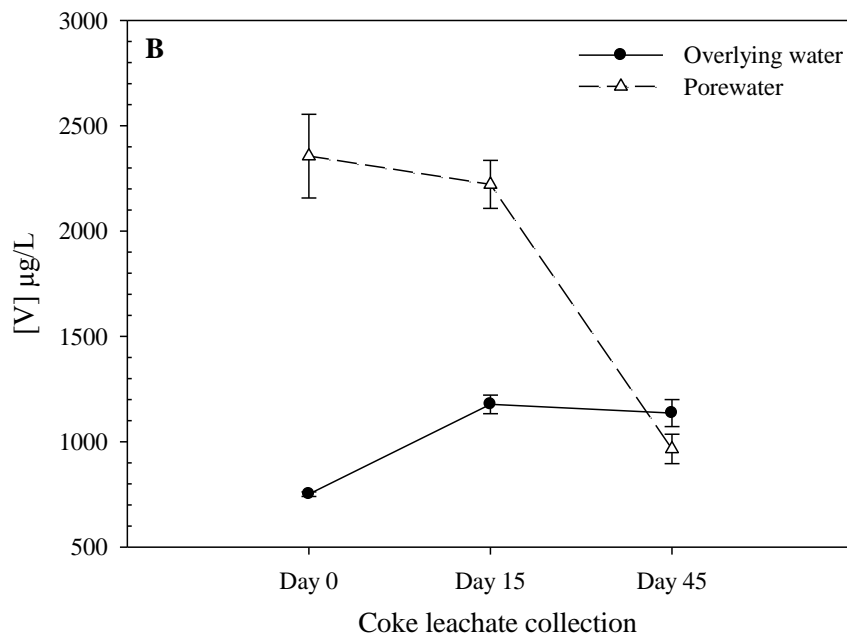 B
Overlying water
Porewater
3000
2500
2000
1500
1000
500
[V] µg/L
Day 0 Day 15 Day 45
Coke leachate collection